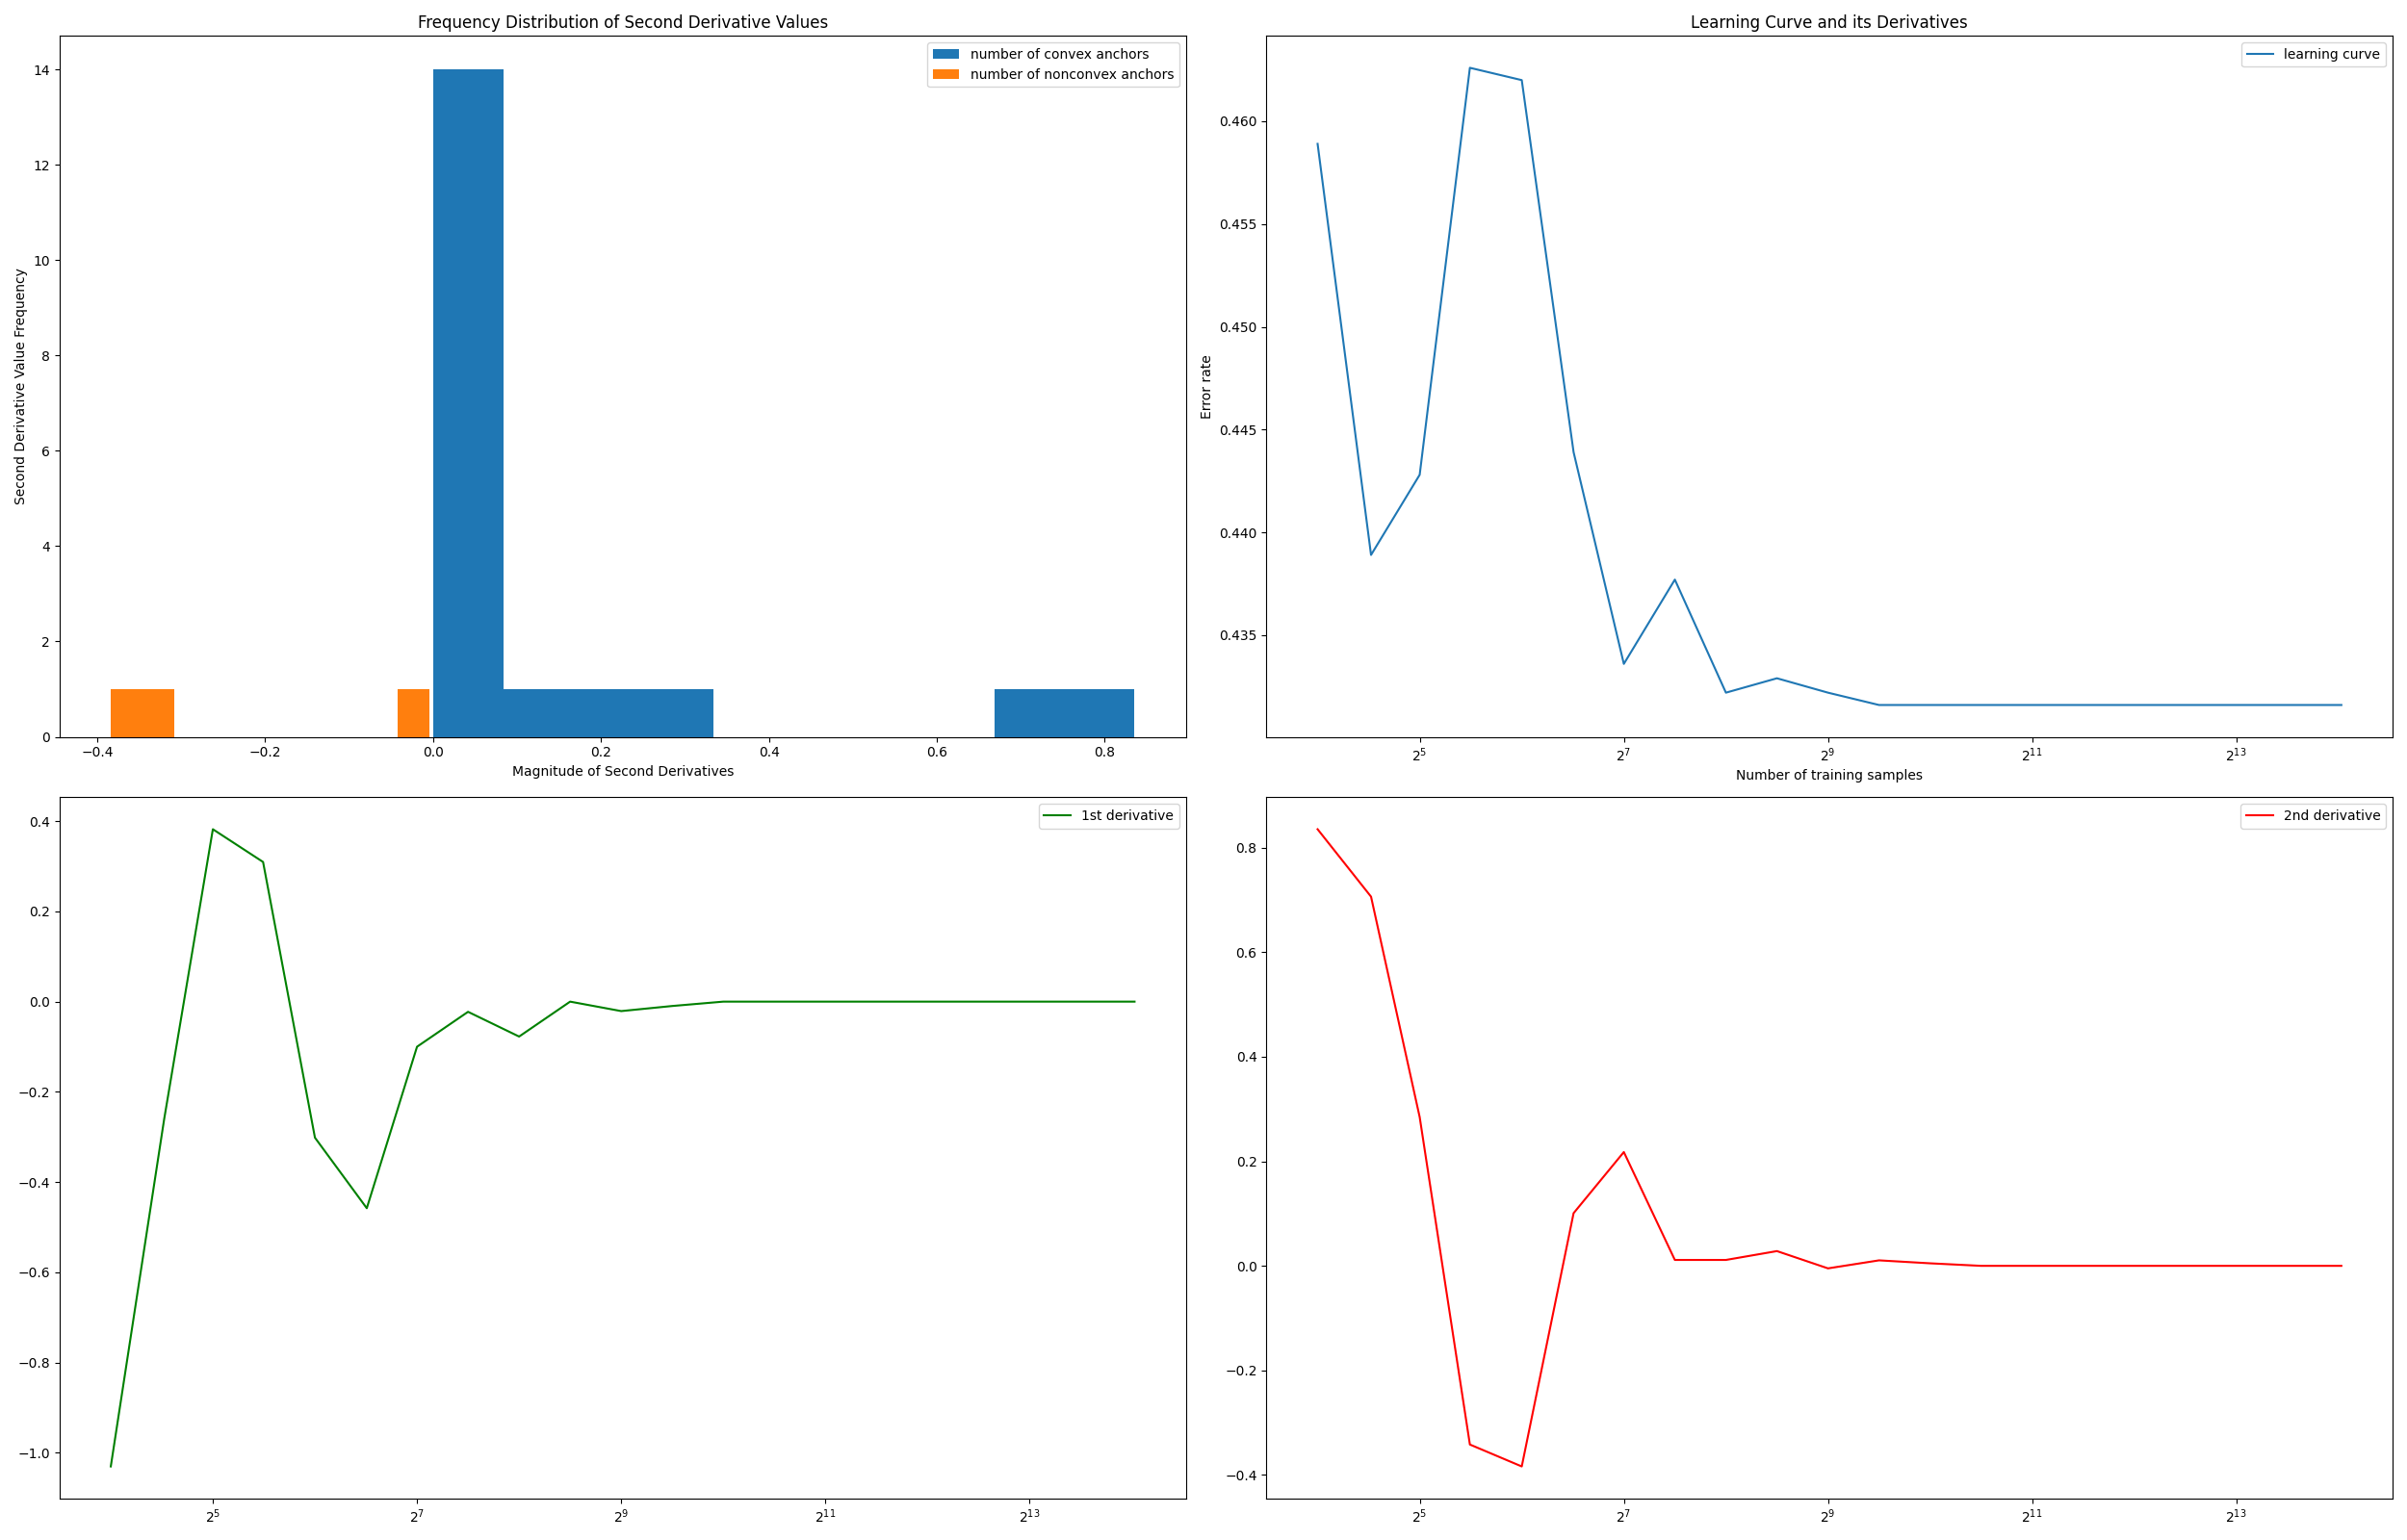 Frequency Distribution of Second Derivative Values
number of convex anchors
number of nonconvex anchors
Second Derivative Value Frequency
14
12
10
8
6
4
2
0
−0.4 −0.2 0.0 0.2 0.4 0.6 0.8
Magnitude of Second Derivatives
Learning Curve and its Derivatives
learning curve
Error rate
0.460
0.455
0.450
0.445
0.440
0.435
2^5 2^7 2^9 2^11 2^13
Number of training samples
1st derivative
0.4
0.2
0.0
−0.2
−0.4
−0.6
−0.8
−1.0
2^5 2^7 2^9 2^11 2^13
2nd derivative
0.8
0.6
0.4
0.2
0.0
−0.2
−0.4
2^5 2^7 2^9 2^11 2^13